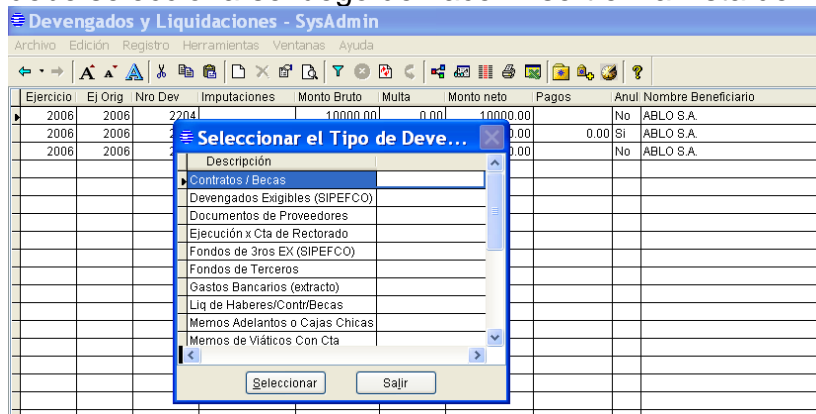 Devengados y Liquidaciones - SysAdmin
Archivo Edición Registro Herramientas Ventanas Ayuda
Ejercicio Ej Orig Nro Dev Imputaciones Monto Bruto Multa Monto neto Pagos Anul Nombre Beneficiario
2006 2006 2204 10000.00 0.00 10000.00 No ABLO S.A.
2006 2006 0.00 Si ABLO S.A.
2006 2006 No ABLO S.A.
Seleccionar el Tipo de Deve...
Descripción
Contratos / Becas
Devengados Exigibles (SIPEFCO)
Documentos de Proveedores
Ejecución x Cta de Rectorado
Fondos de 3ros EX (SIPEFCO)
Fondos de Terceros
Gastos Bancarios (extracto)
Liq de Haberes/Contr/Becas
Memos Adelantos o Cajas Chicas
Memos de Viáticos Con Cta
Seleccionar Salir